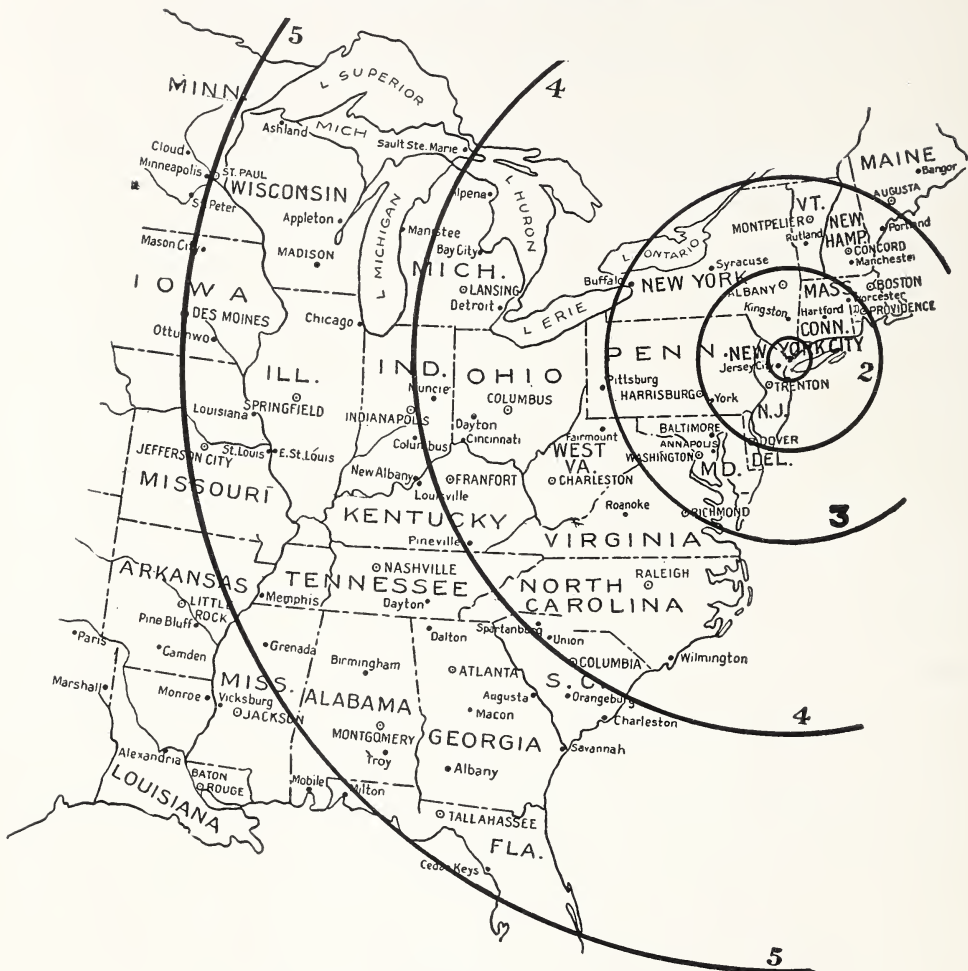 5
4
L SUPERIOR
MINN.
Ashland
MICH
Sault Ste. Marie
Cloud
Minneapolis
ST. PAUL
WISCONSIN
St. Peter
Appleton
Mason City
MADISON
L MICHIGAN
Manistee
Alpena
L HURON
Bay City
MICH.
LANSING
Detroit
L ERIE
L ONTARIO
Buffalo
NEW YORK
Syracuse
MAINE
Bangor
AUGUSTA
VT.
MONTPELIER
Rutland
NEW
HAMP.
Portland
CONCORD
Manchester
ALBANY
MASS.
BOSTON
Worcester
Kingston
Hartford
PROVIDENCE
CONN.
NEW YORK CITY
Jersey City
2
TRENTON
IOWA
DES MOINES
Ottumwo
Chicago
ILL.
Louisiana
SPRINGFIELD
IND.
Muncie
INDIANAPOLIS
Columbus
OHIO
COLUMBUS
Dayton
Cincinnati
PENN.
Pittsburg
HARRISBURG
York
N.J.
BALTIMORE
ANNAPOLIS
WASHINGTON
DOVER
MD.
DEL.
Fairmount
WEST
VA.
CHARLESTON
JEFFERSON CITY
St. Louis
E. St. Louis
MISSOURI
New Albany
Louisville
FRANFORT
KENTUCKY
Pineville
Roanoke
RICHMOND
VIRGINIA
3
ARKANSAS
LITTLE
ROCK
Pine Bluff
Camden
Paris
Marshall
TENNESSEE
NASHVILLE
Memphis
Dayton
NORTH
CAROLINA
RALEIGH
Spartanburg
Union
Wilmington
COLUMBIA
S. C.
Orangeburg
Charleston
Grenada
MISS.
Monroe
Vicksburg
JACKSON
Birmingham
ALABAMA
MONTGOMERY
Troy
Dalton
ATLANTA
Augusta
Macon
GEORGIA
Albany
Savannah
4
Alexandria
BATON
ROUGE
LOUISIANA
Mobile
Milton
TALLAHASSEE
FLA.
Cedar Keys
5